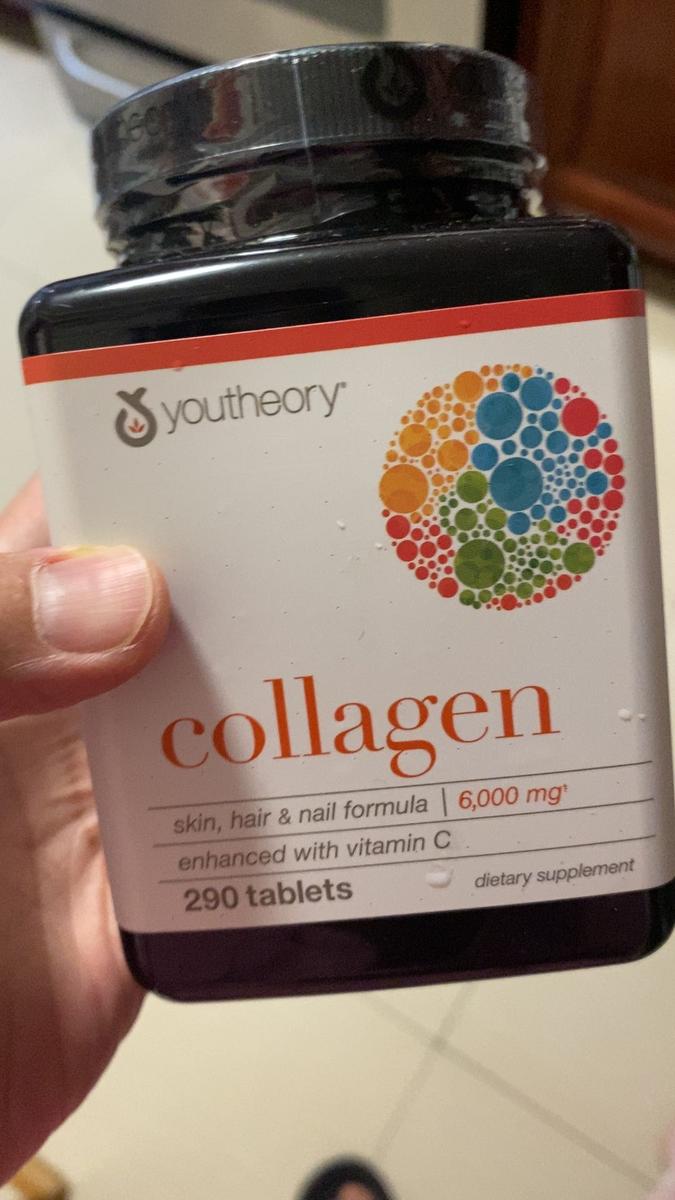 youtheory®
collagen
skin, hair & nail formula | 6,000 mg†
enhanced with vitamin C
290 tablets
dietary supplement